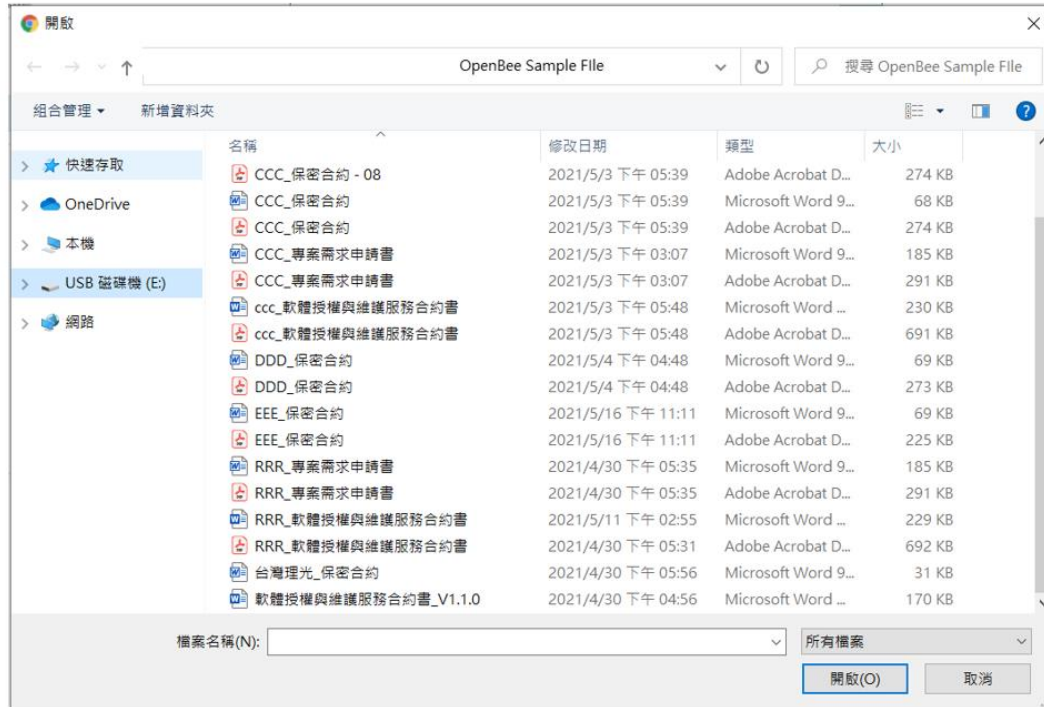 開啟
OpenBee Sample FIle 搜尋 OpenBee Sample FIle
組合管理 新增資料夾
名稱 修改日期 類型 大小
快速存取
OneDrive
本機
USB 磁碟機 (E:)
網路
CCC_保密合約 - 08 2021/5/3 下午 05:39 Adobe Acrobat D... 274 KB
CCC_保密合約 2021/5/3 下午 05:39 Microsoft Word 9... 68 KB
CCC_保密合約 2021/5/3 下午 05:39 Adobe Acrobat D... 274 KB
CCC_專案需求申請書 2021/5/3 下午 03:07 Microsoft Word 9... 185 KB
CCC_專案需求申請書 2021/5/3 下午 03:07 Adobe Acrobat D... 291 KB
ccc_軟體授權與維護服務合約書 2021/5/3 下午 05:48 Microsoft Word ... 230 KB
ccc_軟體授權與維護服務合約書 2021/5/3 下午 05:48 Adobe Acrobat D... 691 KB
DDD_保密合約 2021/5/4 下午 04:48 Microsoft Word 9... 69 KB
DDD_保密合約 2021/5/4 下午 04:48 Adobe Acrobat D... 273 KB
EEE_保密合約 2021/5/16 下午 11:11 Microsoft Word 9... 69 KB
EEE_保密合約 2021/5/16 下午 11:11 Adobe Acrobat D... 225 KB
RRR_專案需求申請書 2021/4/30 下午 05:35 Microsoft Word 9... 185 KB
RRR_專案需求申請書 2021/4/30 下午 05:35 Adobe Acrobat D... 291 KB
RRR_軟體授權與維護服務合約書 2021/5/11 下午 02:55 Microsoft Word ... 229 KB
RRR_軟體授權與維護服務合約書 2021/4/30 下午 05:31 Adobe Acrobat D... 692 KB
台灣理光_保密合約 2021/4/30 下午 05:56 Microsoft Word 9... 31 KB
軟體授權與維護服務合約書_V1.1.0 2021/4/30 下午 04:56 Microsoft Word ... 170 KB
檔案名稱(N): 所有檔案
開啟(O) 取消